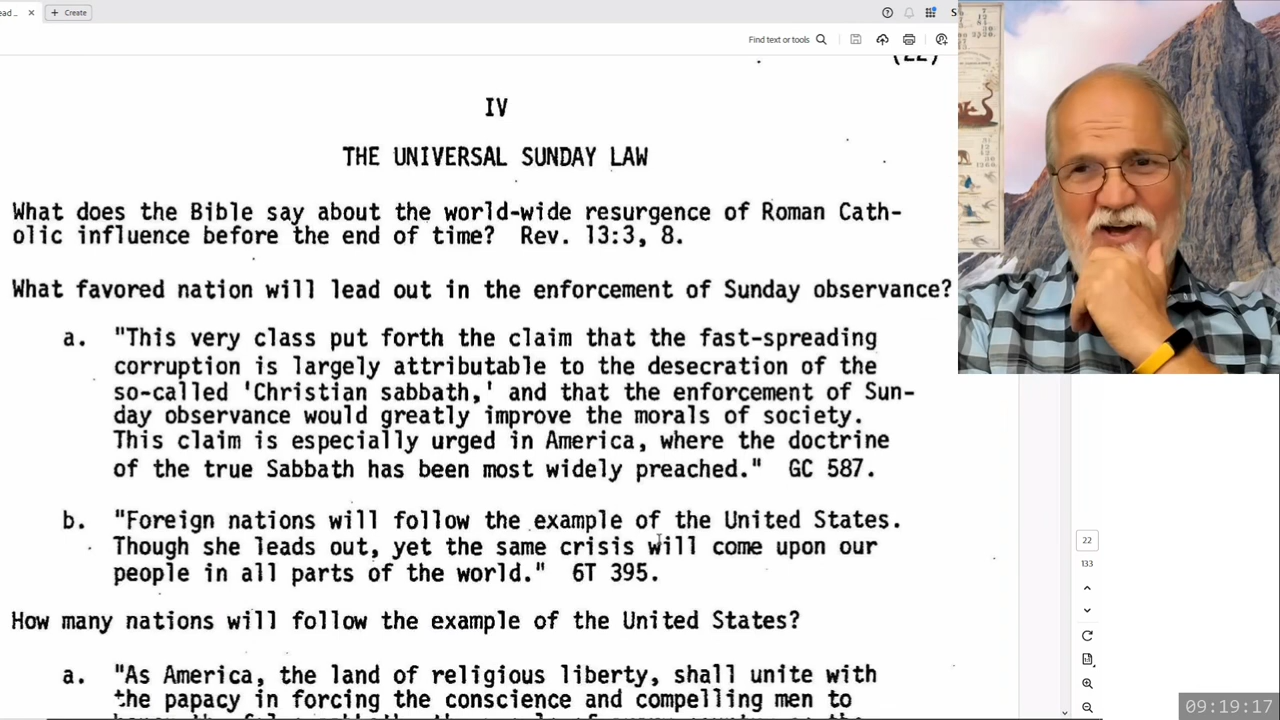 ead...
Create
Find text or tools
(22)
IV
THE UNIVERSAL SUNDAY LAW
What does the Bible say about the world-wide resurgence of Roman Cath-
olic influence before the end of time? Rev. 13:3, 8.
What favored nation will lead out in the enforcement of Sunday observance?
a. "This very class put forth the claim that the fast-spreading
corruption is largely attributable to the desecration of the
so-called 'Christian sabbath,' and that the enforcement of Sun-
day observance would greatly improve the morals of society.
This claim is especially urged in America, where the doctrine
of the true Sabbath has been most widely preached." GC 587.
b. "Foreign nations will follow the example of the United States.
Though she leads out, yet the same crisis will come upon our
people in all parts of the world." 6T 395.
How many nations will follow the example of the United States?
a. "As America, the land of religious liberty, shall unite with
the papacy in forcing the conscience and compelling men to
22
133
09:19:17